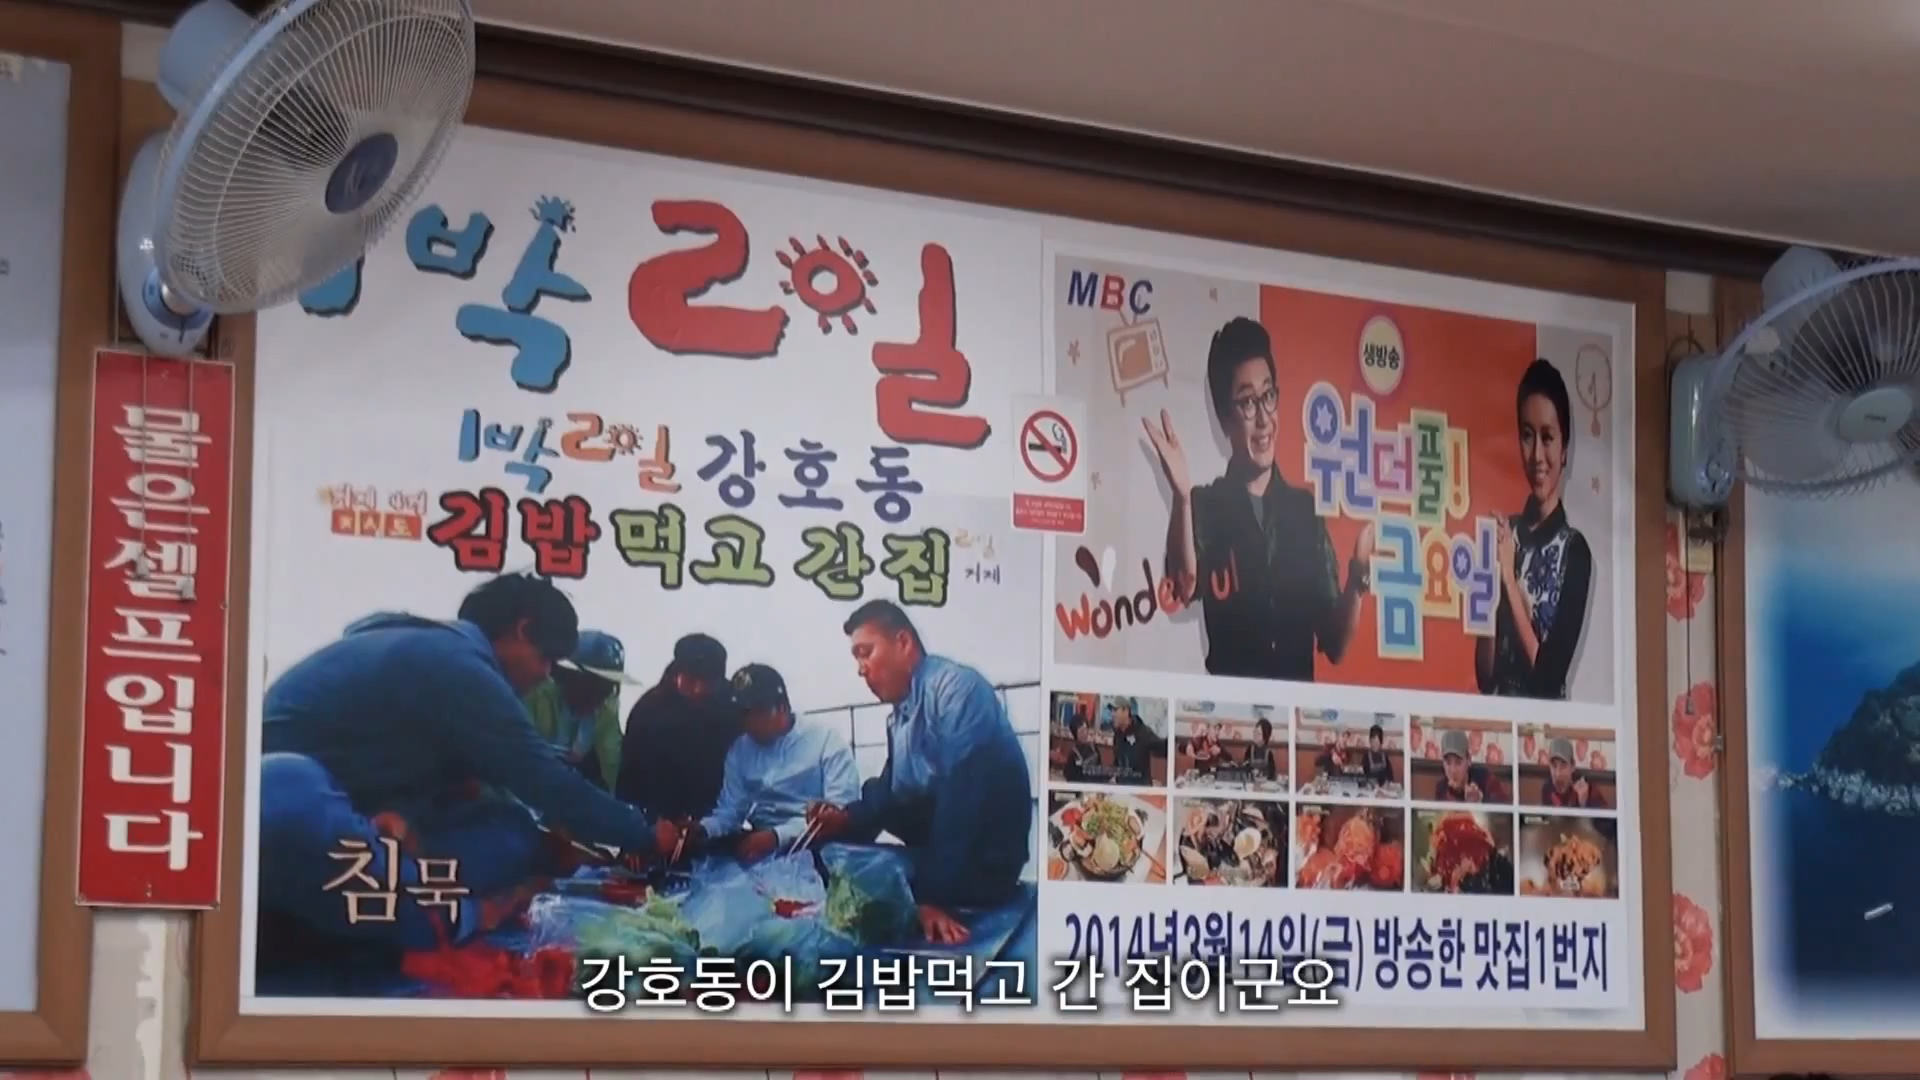 물은셀프입니다
1박2일
1박2일 강호동
김밥 먹고 간 집
거제
침묵
MBC
생방송
원더풀!
금요일
2014년3월14일(금) 방송한 맛집1번지
강호동이 김밥먹고 간 집이군요